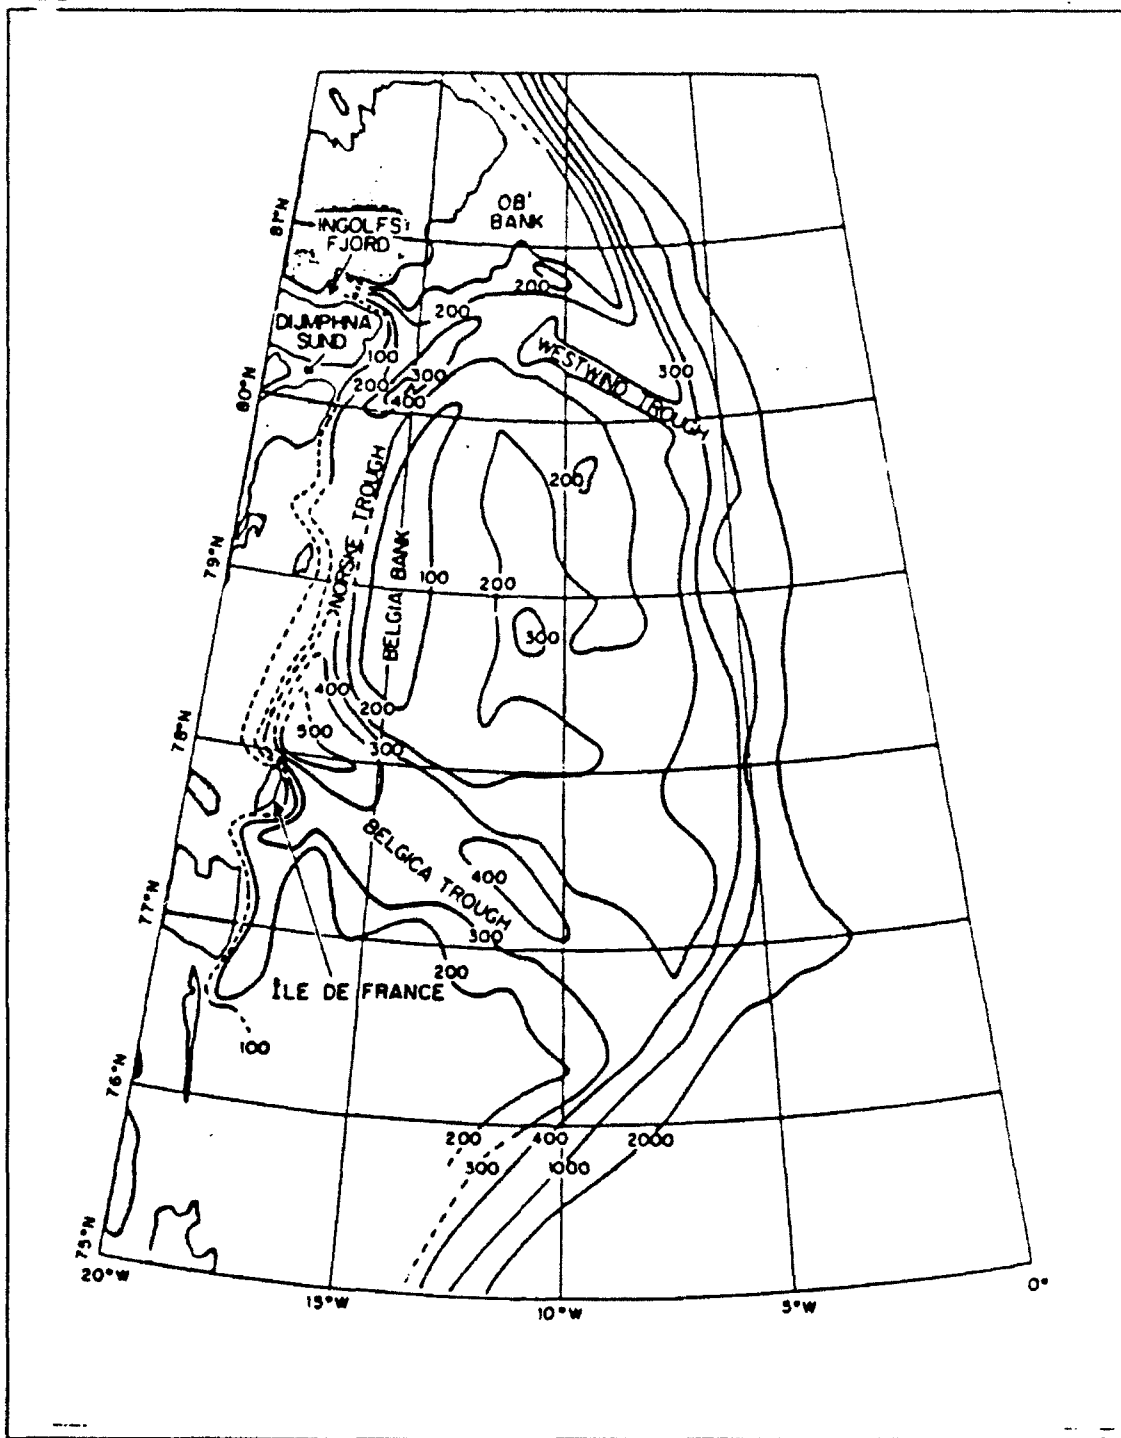 OB'
BANK
81°N
INGOLFS
FJORD
200
200
DIJMPHNA
SUND
WESTWIND TROUGH
100
300
300
200
400
80°N
NORSKE TROUGH
200
BELGIA BANK
79°N
100
200
300
400
200
78°N
500
300
BELGICA TROUGH
400
77°N
300
200
ÎLE DE FRANCE
100
76°N
200
400
2000
300
1000
75°N
20°W
15°W
10°W
5°W
0°